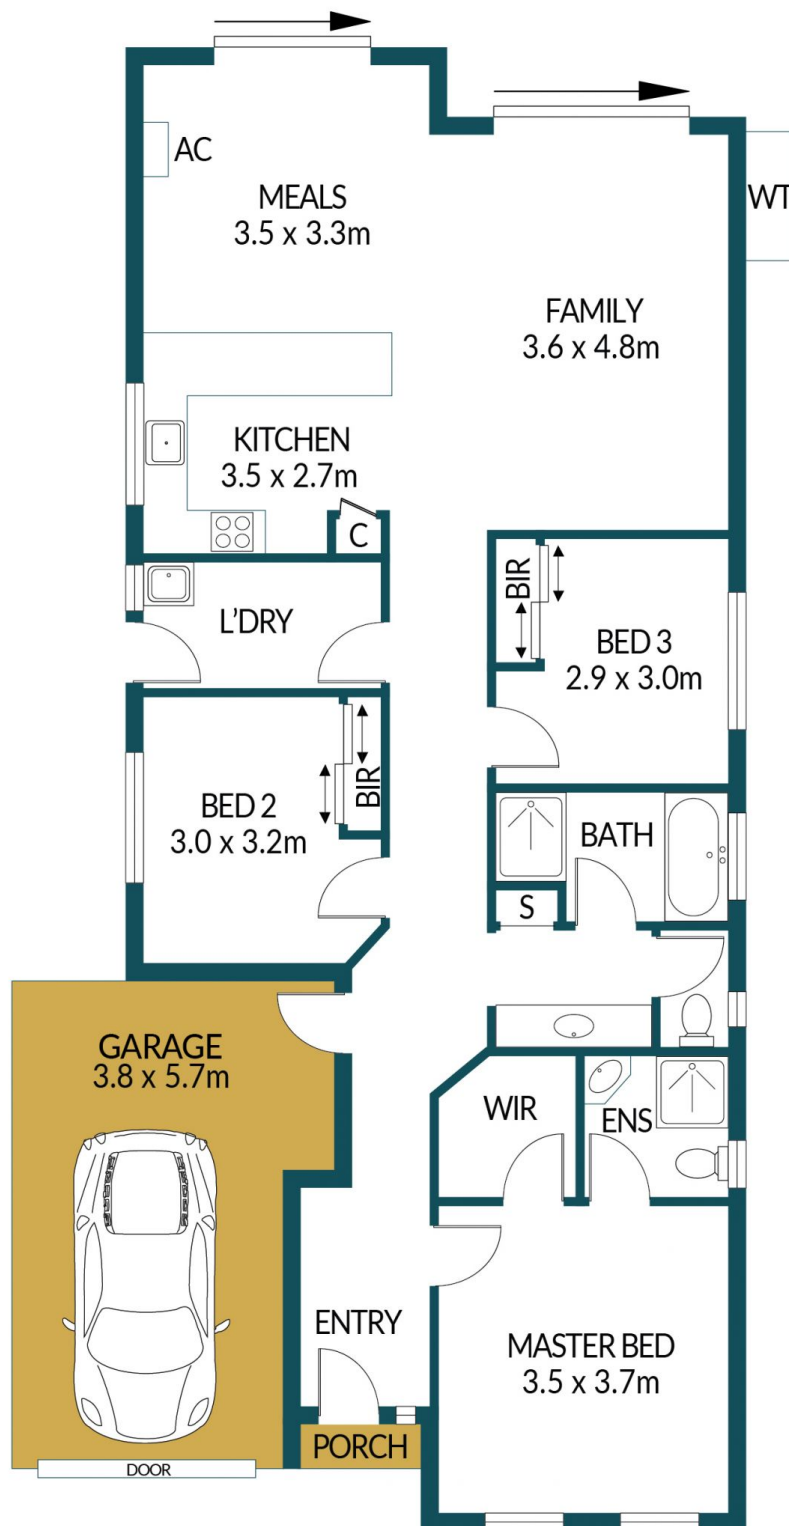 AC
MEALS
3.5 x 3.3m
WT
FAMILY
3.6 x 4.8m
KITCHEN
3.5 x 2.7m
C
BIR
L'DRY
BED 3
2.9 x 3.0m
BIR
BED 2
3.0 x 3.2m
BATH
S
GARAGE
3.8 x 5.7m
WIR
ENS
ENTRY
MASTER BED
3.5 x 3.7m
PORCH
DOOR